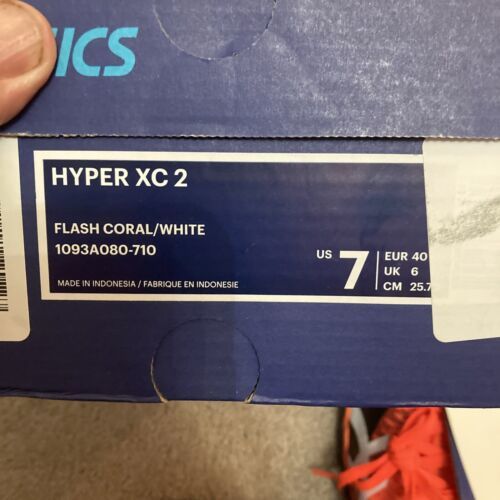 ICS
HYPER XC 2
FLASH CORAL/WHITE
1093A080-710
MADE IN INDONESIA / FABRIQUE EN INDONESIE
US 7
EUR 40
UK 6
CM 25.7